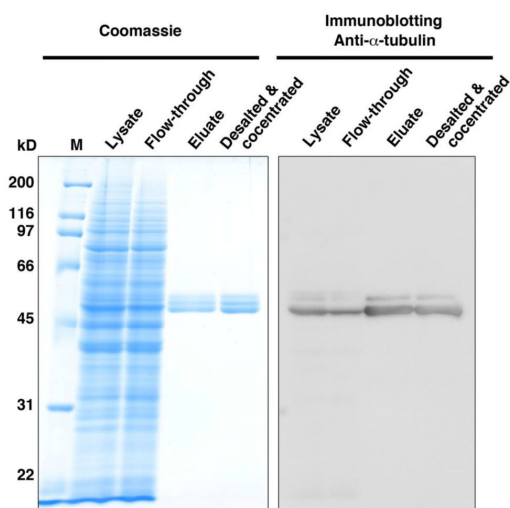 Coomassie
Immunoblotting
Anti-α-tubulin
kD
M
Lysate
Flow-through
Eluate
Desalted &
cocentrated
Lysate
Flow-through
Eluate
Desalted &
cocentrated
200
116
97
66
45
31
22